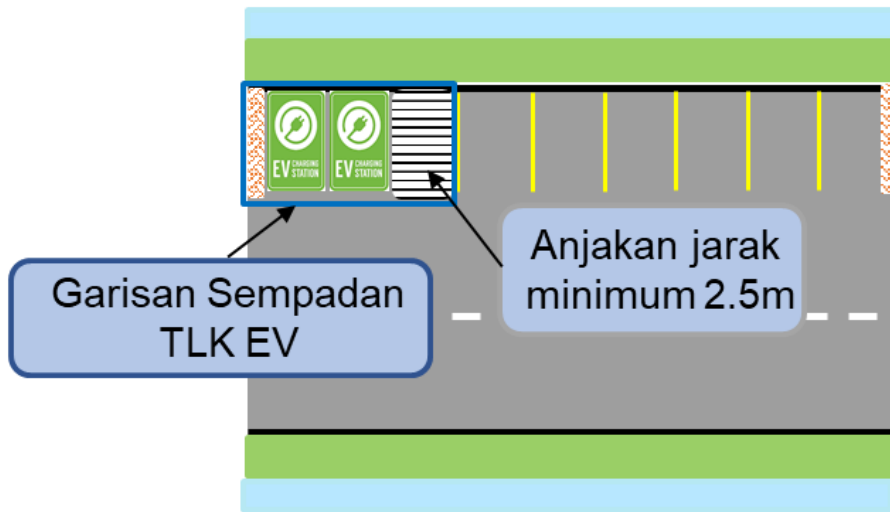 EV CHARGING
STATION
EV CHARGING
STATION
Anjakan jarak
minimum 2.5m
Garisan Sempadan
TLK EV